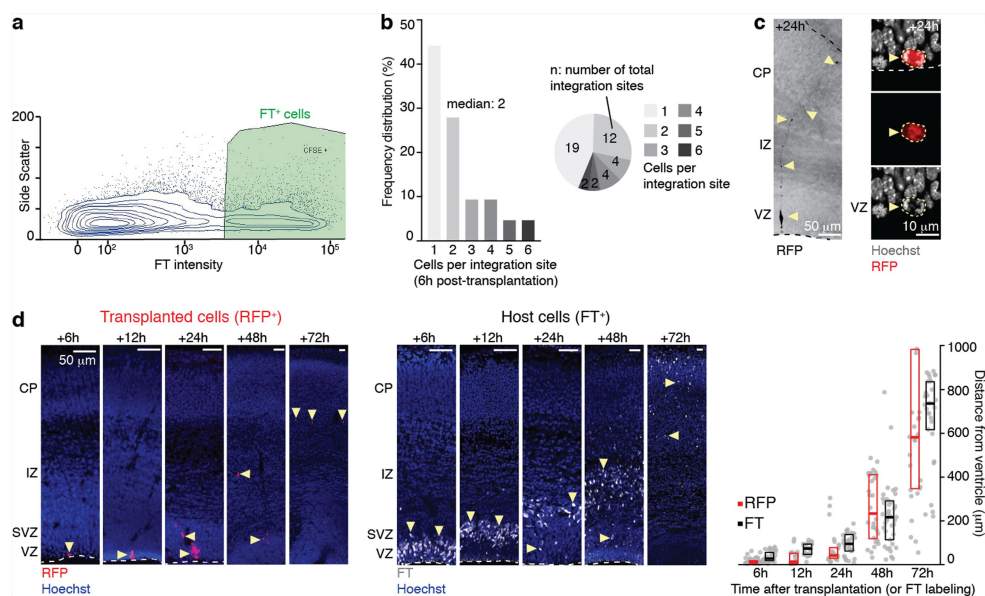 a
FT⁺ cells
CFSE +
200
100
0
Side Scatter
0 10² 10³ 10⁴ 10⁵
FT intensity
b
50
40
30
20
10
0
Frequency distribution (%)
median: 2
1 2 3 4 5 6
Cells per integration site
(6h post-transplantation)
n: number of total
integration sites
19
12
4
4
2
2
1 4
2 5
3 6
Cells per
integration site
c
+24h
CP
IZ
VZ
50 μm
RFP
+24h
VZ
10 μm
Hoechst
RFP
d
Transplanted cells (RFP⁺)
+6h +12h +24h +48h +72h
50 μm
CP
IZ
SVZ
VZ
RFP
Hoechst
Host cells (FT⁺)
+6h +12h +24h +48h +72h
CP
IZ
SVZ
VZ
FT
Hoechst
RFP
FT
1000
800
600
400
200
0
Distance from ventricle (μm)
6h 12h 24h 48h 72h
Time after transplantation (or FT labeling)